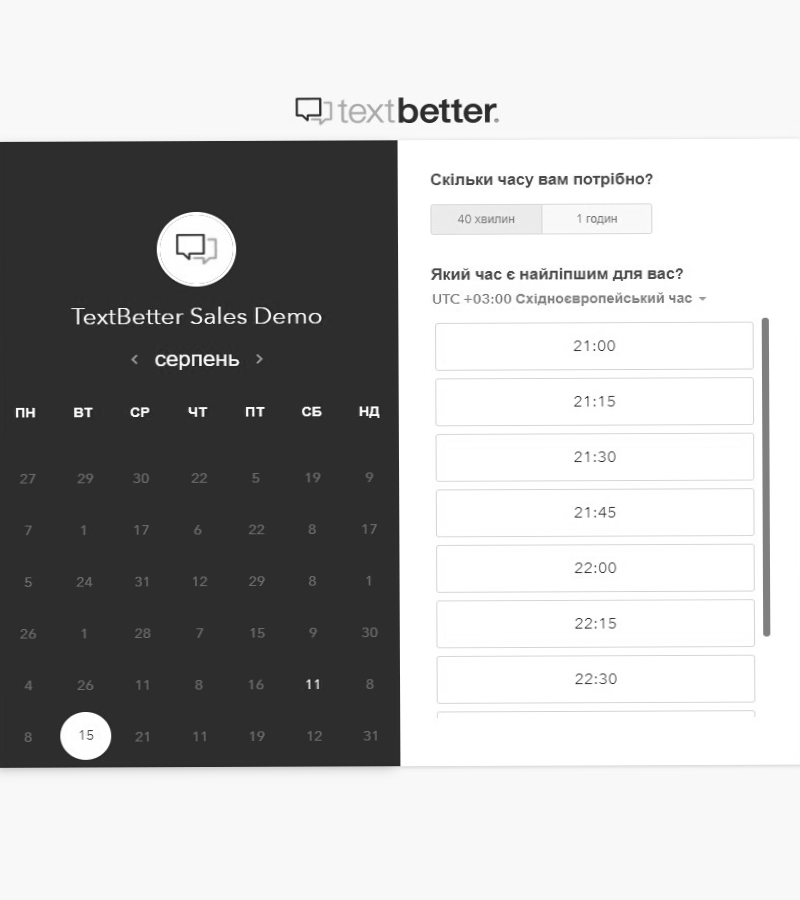 textbetter.
TextBetter Sales Demo
серпень
ПН ВТ СР ЧТ ПТ СБ НД
27 29 30 22 5 19 9
7 1 17 6 22 8 17
5 24 31 12 29 8 1
26 1 28 7 15 9 30
4 26 11 8 16 11 8
8 15 21 11 19 12 31
Скільки часу вам потрібно?
40 хвилин 1 годин
Який час є найліпшим для вас?
UTC +03:00 Східноєвропейський час
21:00
21:15
21:30
21:45
22:00
22:15
22:30